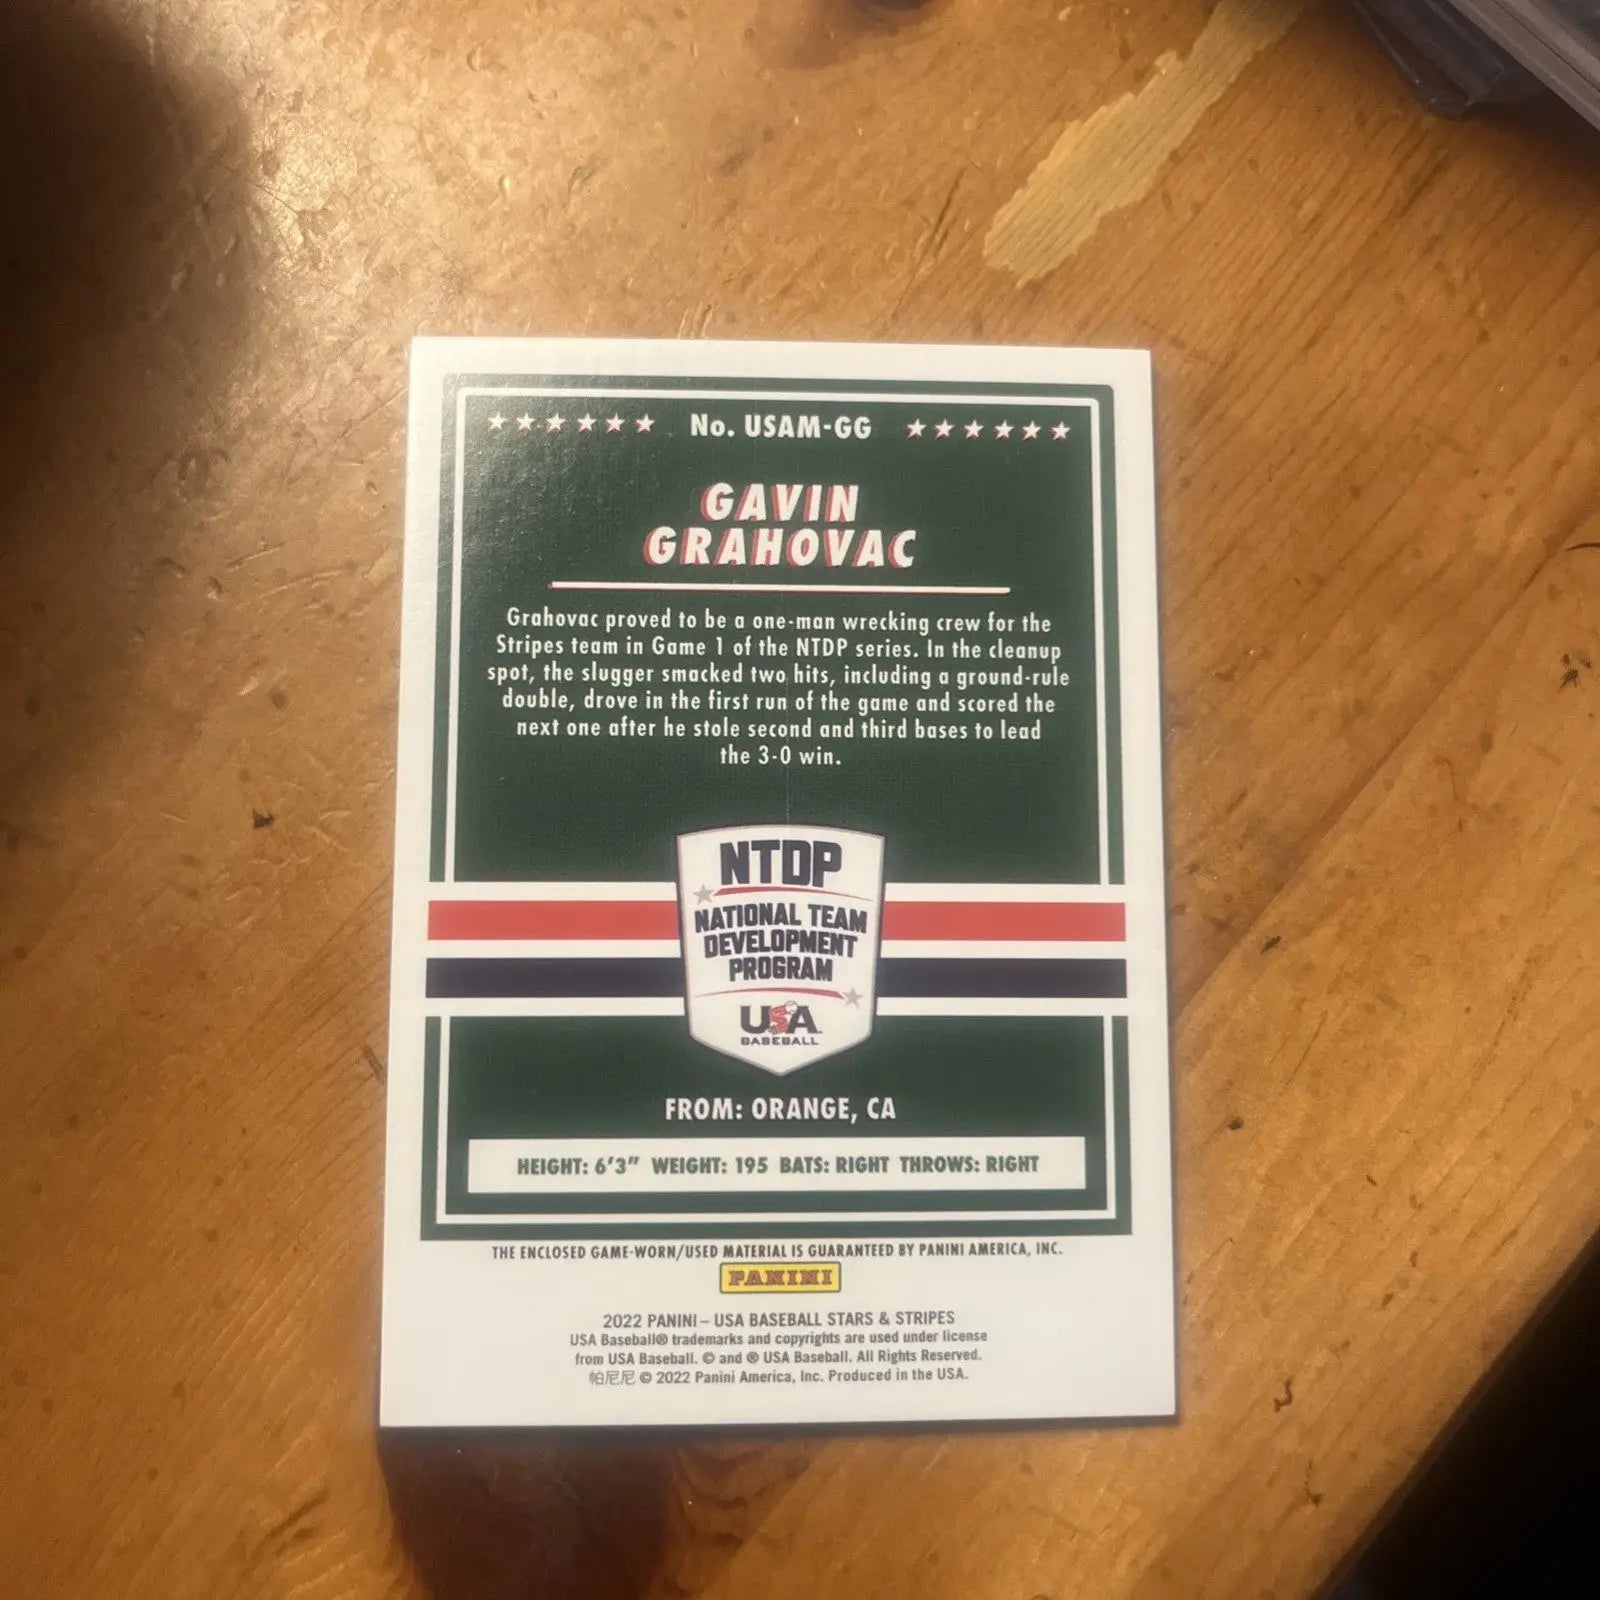 No. USAM-GG
GAVIN
GRAHOVAC
Grahovac proved to be a one-man wrecking crew for the
Stripes team in Game 1 of the NTDP series. In the cleanup
spot, the slugger smacked two hits, including a ground-rule
double, drove in the first run of the game and scored the
next one after he stole second and third bases to lead
the 3-0 win.
NTDP
NATIONAL TEAM
DEVELOPMENT
PROGRAM
USA
BASEBALL
FROM: ORANGE, CA
HEIGHT: 6'3" WEIGHT: 195 BATS: RIGHT THROWS: RIGHT
THE ENCLOSED GAME-WORN/USED MATERIAL IS GUARANTEED BY PANINI AMERICA, INC.
PANINI
2022 PANINI – USA BASEBALL STARS & STRIPES
USA Baseball® trademarks and copyrights are used under license
from USA Baseball. © and ® USA Baseball. All Rights Reserved.
帕尼尼 © 2022 Panini America, Inc. Produced in the USA.